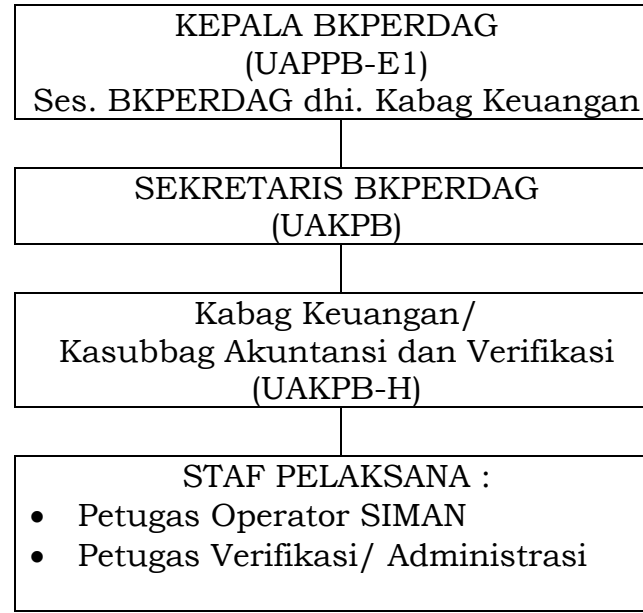 KEPALA BKPERDAG
(UAPPB-E1)
Ses. BKPERDAG dhi. Kabag Keuangan
SEKRETARIS BKPERDAG
(UAKPB)
Kabag Keuangan/
Kasubbag Akuntansi dan Verifikasi
(UAKPB-H)
STAF PELAKSANA :
• Petugas Operator SIMAN
• Petugas Verifikasi/ Administrasi